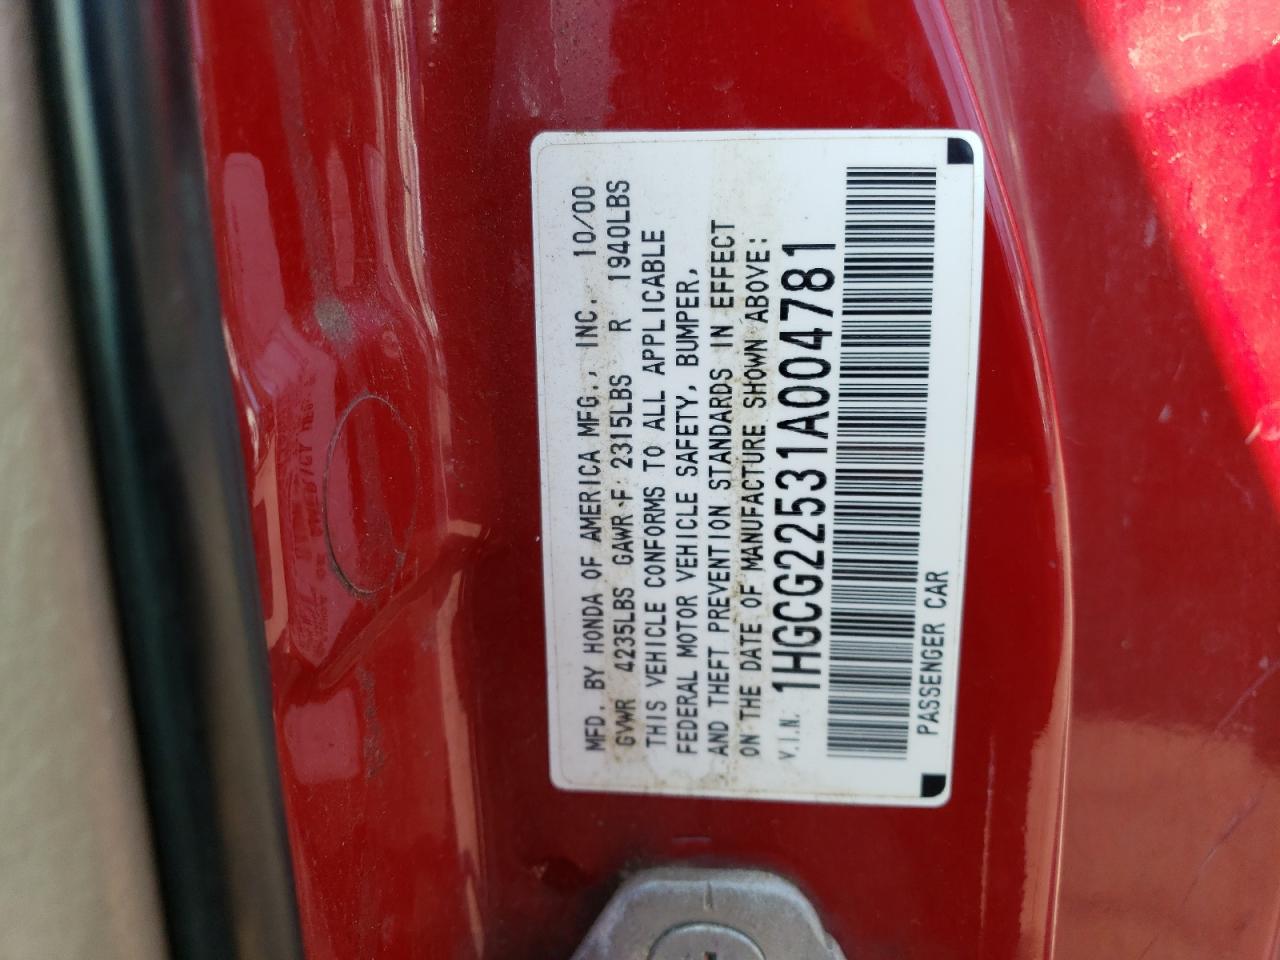 MFD. BY HONDA OF AMERICA MFG., INC. 10/00
GVWR 4235LBS GAWR F 2315LBS R 1940LBS
THIS VEHICLE CONFORMS TO ALL APPLICABLE
FEDERAL MOTOR VEHICLE SAFETY, BUMPER,
AND THEFT PREVENTION STANDARDS IN EFFECT
ON THE DATE OF MANUFACTURE SHOWN ABOVE:
V.I.N. 1HGCG22531A004781
PASSENGER CAR